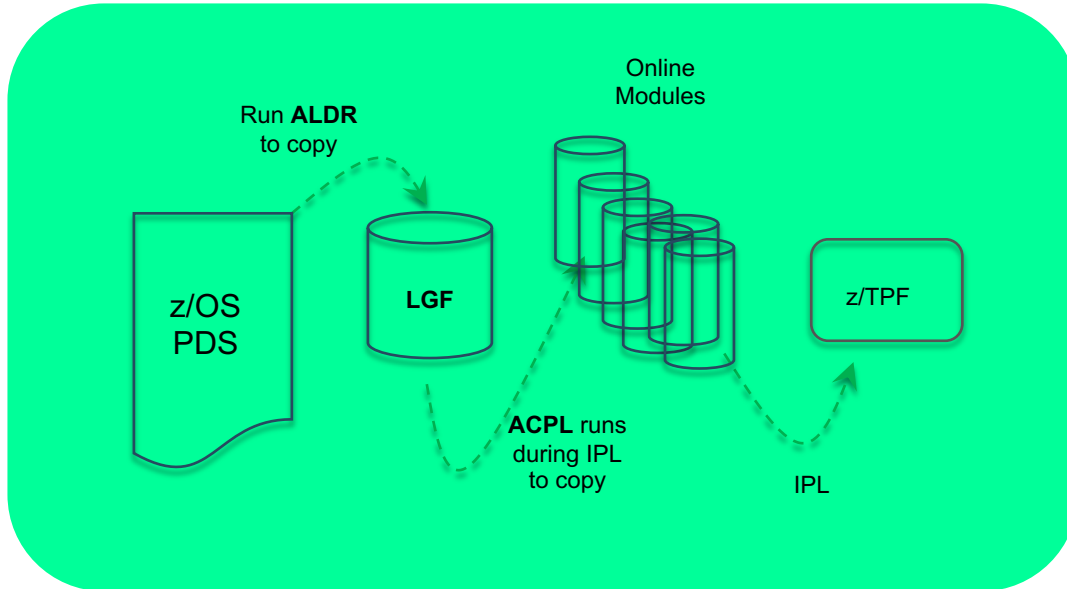 Online
Modules
Run ALDR
to copy
z/OS
PDS
LGF
z/TPF
ACPL runs
during IPL
to copy
IPL